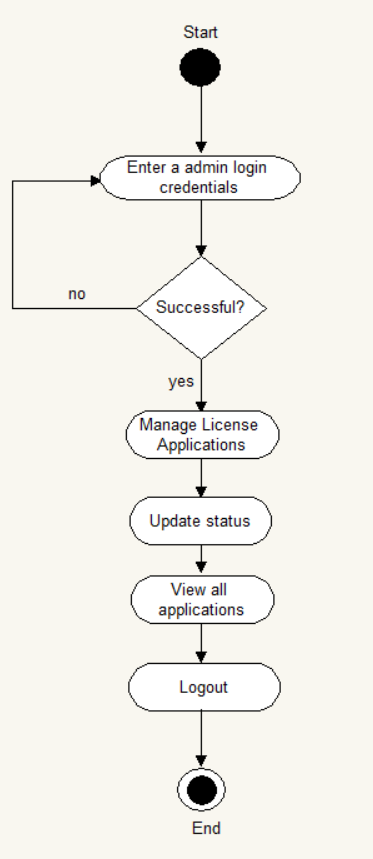 Start
Enter a admin login
credentials
Successful?
no
yes
Manage License
Applications
Update status
View all
applications
Logout
End